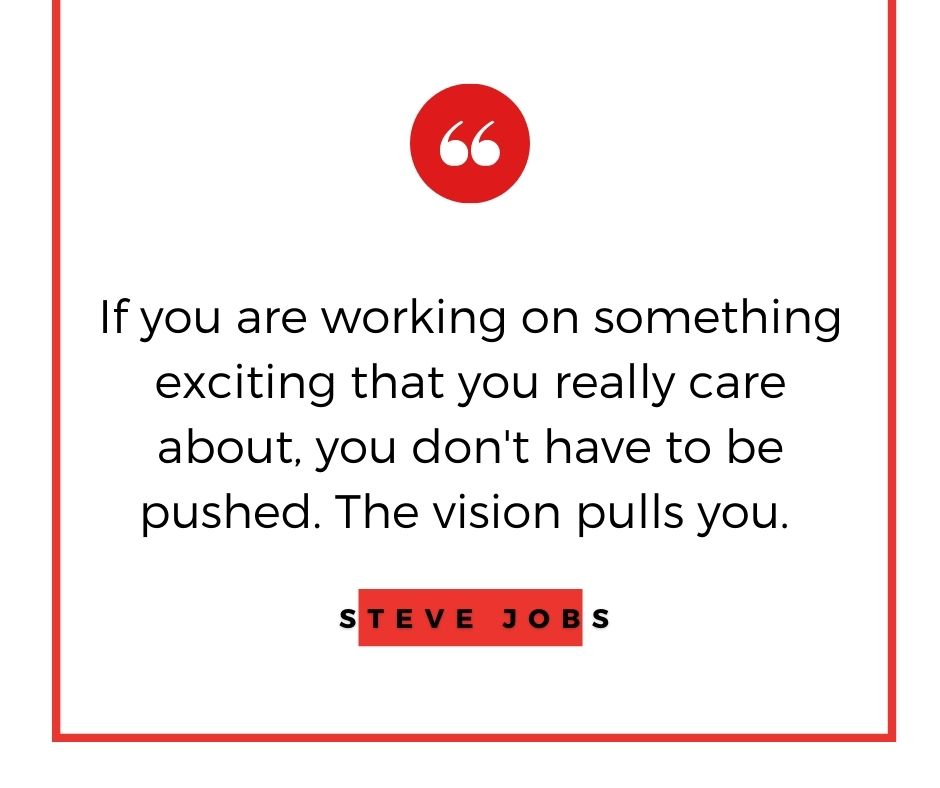 ❝
If you are working on something
exciting that you really care
about, you don't have to be
pushed. The vision pulls you.
STEVE JOBS